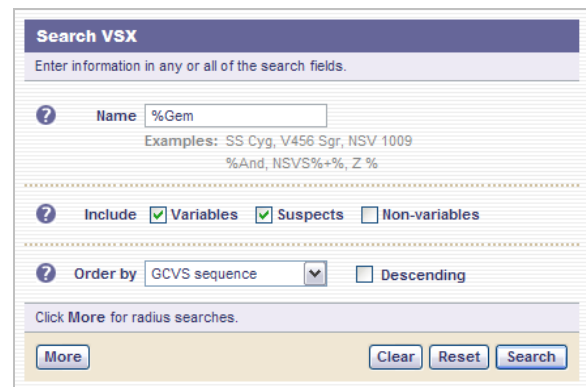 Search VSX
Enter information in any or all of the search fields.
? Name %Gem
Examples: SS Cyg, V456 Sgr, NSV 1009
%And, NSVS%+%, Z %
? Include Variables Suspects Non-variables
? Order by GCVS sequence Descending
Click More for radius searches.
More Clear Reset Search